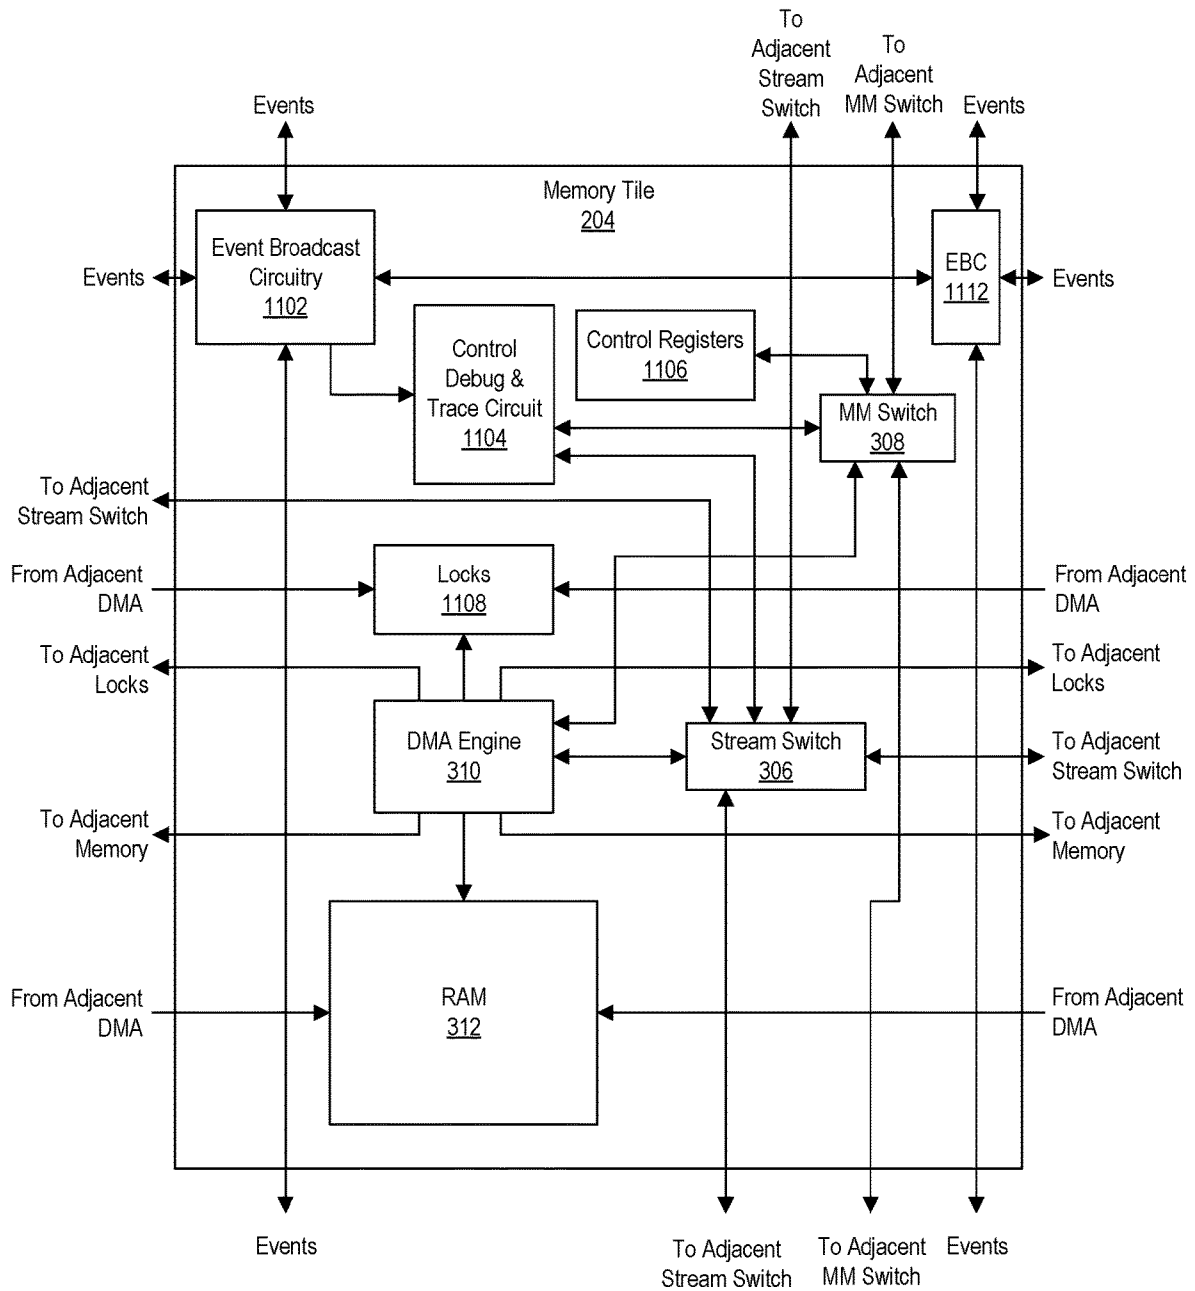 To
Adjacent
Stream
Switch
To
Adjacent
MM Switch
Events
Events
Memory Tile
204
Event Broadcast
Circuitry
1102
EBC
1112
Events
Events
Control
Debug &
Trace Circuit
1104
Control Registers
1106
MM Switch
308
To Adjacent
Stream Switch
From Adjacent
DMA
Locks
1108
From Adjacent
DMA
To Adjacent
Locks
To Adjacent
Locks
DMA Engine
310
Stream Switch
306
To Adjacent
Stream Switch
To Adjacent
Memory
To Adjacent
Memory
RAM
312
From Adjacent
DMA
From Adjacent
DMA
Events
To Adjacent
Stream Switch
To Adjacent
MM Switch
Events